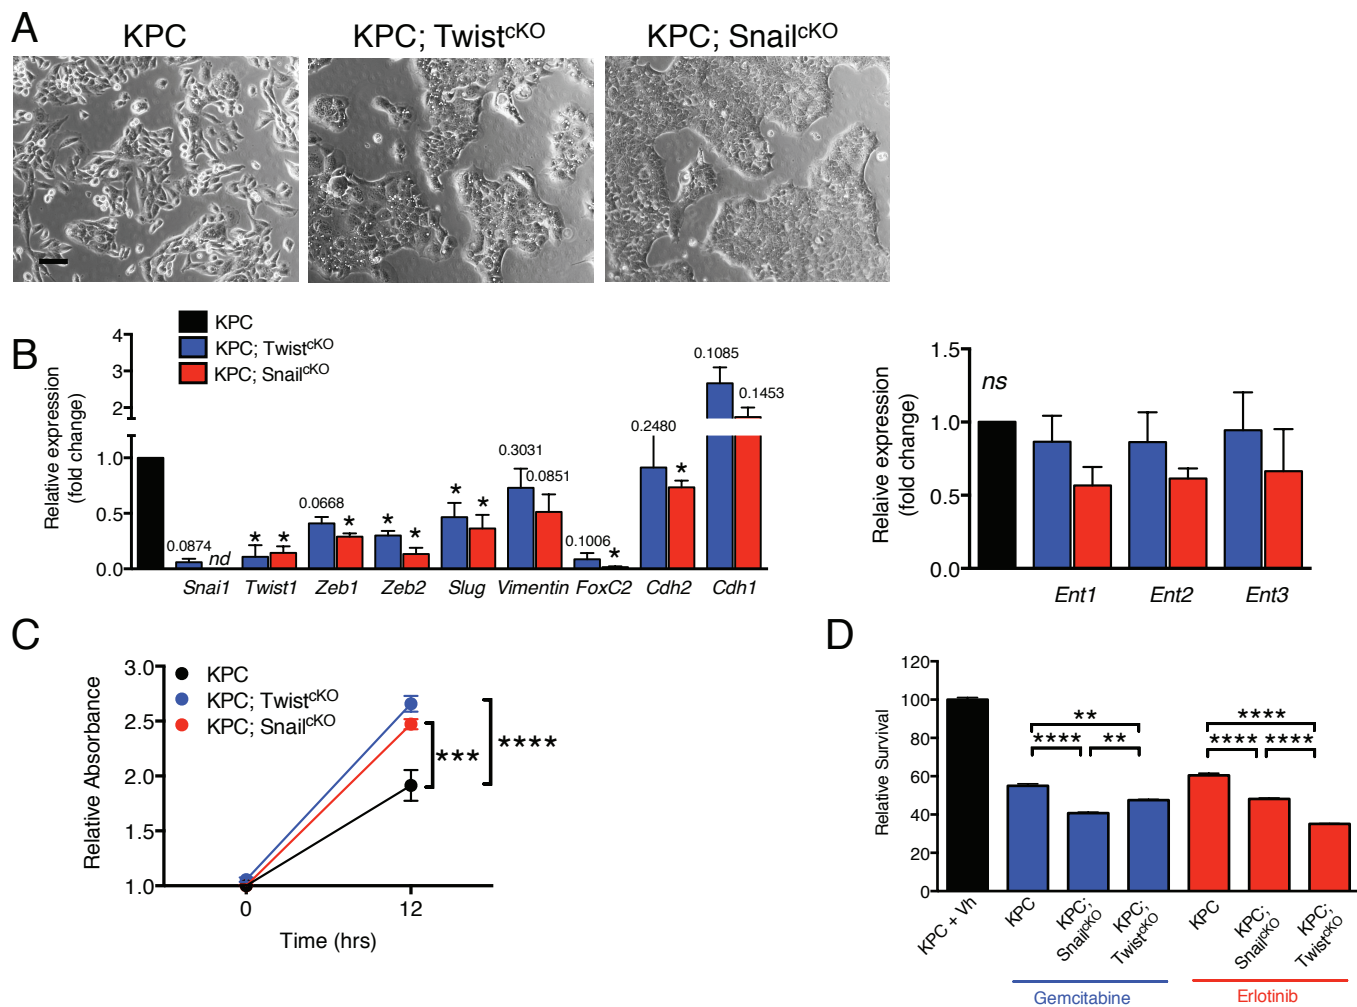 A
KPC
KPC; TwistcKO
KPC; SnailcKO
B
KPC
KPC; TwistcKO
KPC; SnailcKO
Relative expression
(fold change)
4
3
2
1.0
0.5
0.0
0.0874
nd
*
*
0.0668
*
*
*
*
*
0.3031
0.0851
0.1006
*
0.2480
*
0.1085
0.1453
Snai1
Twist1
Zeb1
Zeb2
Slug
Vimentin
FoxC2
Cdh2
Cdh1
Relaive expression
(fold change)
1.5
1.0
0.5
0.0
ns
Ent1
Ent2
Ent3
C
KPC
KPC; TwistcKO
KPC; SnailcKO
Relative Absorbance
3.0
2.5
2.0
1.5
1.0
***
****
0
12
Time (hrs)
D
Relative Survival
120
100
80
60
40
20
0
**
****
**
****
****
****
KPC + Vh
KPC
KPC;
SnailcKO
KPC;
TwistcKO
KPC
KPC;
SnailcKO
KPC;
TwistcKO
Gemcitabine
Erlotinib